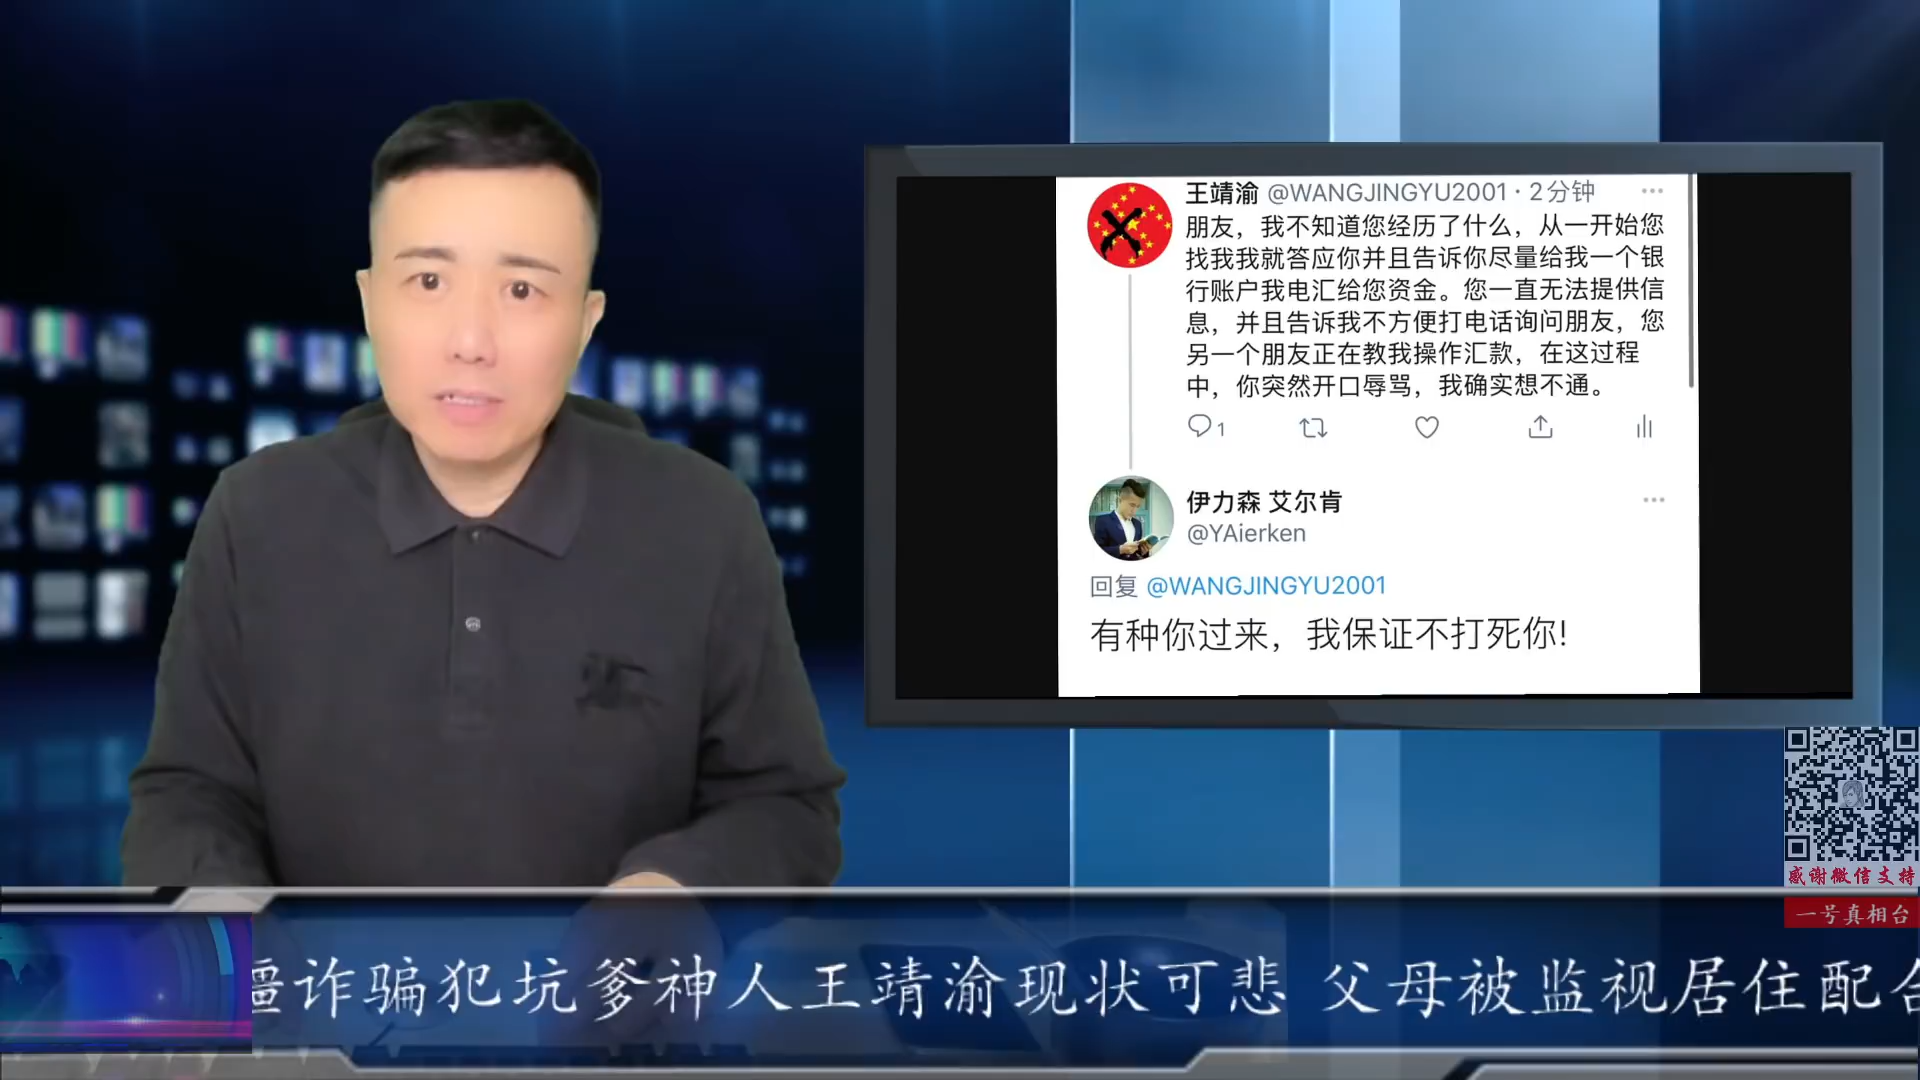 王靖渝 @WANGJINGYU2001 · 2分钟
朋友，我不知道您经历了什么，从一开始您
找我我就答应你并且告诉你尽量给我一个银
行账户我电汇给您资金。您一直无法提供信
息，并且告诉我不方便打电话询问朋友，您
另一个朋友正在教我操作汇款，在这过程
中，你突然开口辱骂，我确实想不通。
1
伊力森 艾尔肯
@YAierken
回复 @WANGJINGYU2001
有种你过来，我保证不打死你!
感谢微信支持
一号真相台
疆诈骗犯坑爹神人王靖渝现状可悲 父母被监视居住配合